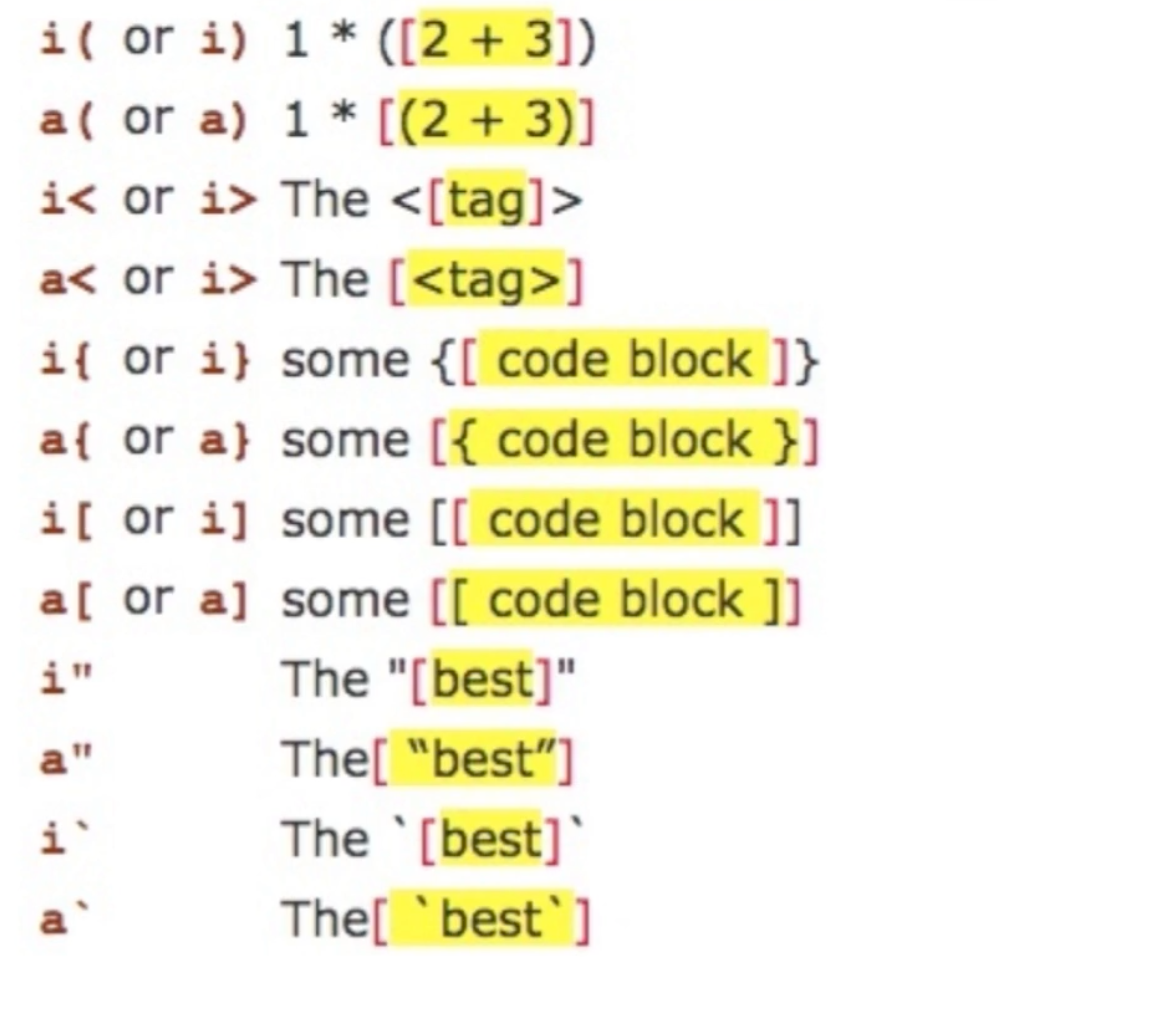 i( or i) 1 * ([2 + 3])
a( or a) 1 * [(2 + 3)]
i< or i> The <[tag]>
a< or i> The [<tag>]
i{ or i} some {[ code block ]}
a{ or a} some [{ code block }]
i[ or i] some [[ code block ]]
a[ or a] some [[ code block ]]
i" The "[best]"
a" The[ “best”]
i` The `[best]`
a` The[ `best`]